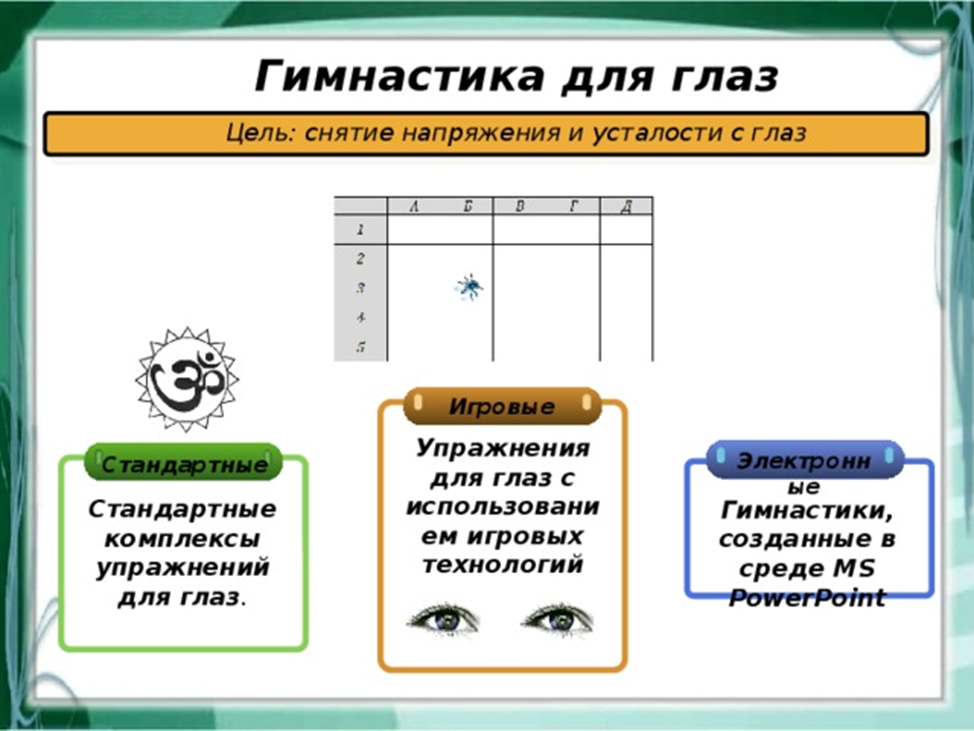 Гимнастика для глаз
Цель: снятие напряжения и усталости с глаз
А Б В Г Д
1
2
3
4
5
Стандартные
Стандартные
комплексы
упражнений
для глаз.
Игровые
Упражнения
для глаз с
использовани
ем игровых
технологий
Электронн
ые
Гимнастики,
созданные в
среде MS
PowerPoint